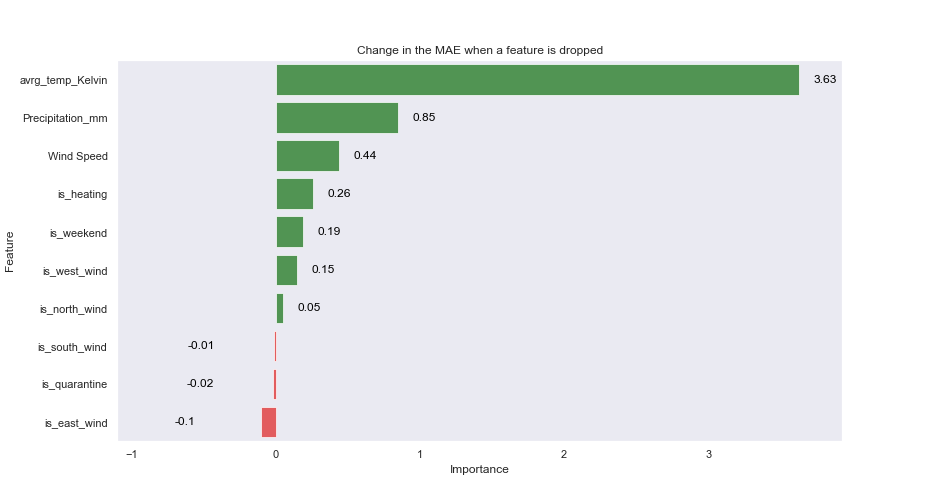 Change in the MAE when a feature is dropped
avrg_temp_Kelvin 3.63
Precipitation_mm 0.85
Wind Speed 0.44
is_heating 0.26
is_weekend 0.19
is_west_wind 0.15
is_north_wind 0.05
is_south_wind -0.01
is_quarantine -0.02
is_east_wind -0.1
Feature
−1 0 1 2 3
Importance